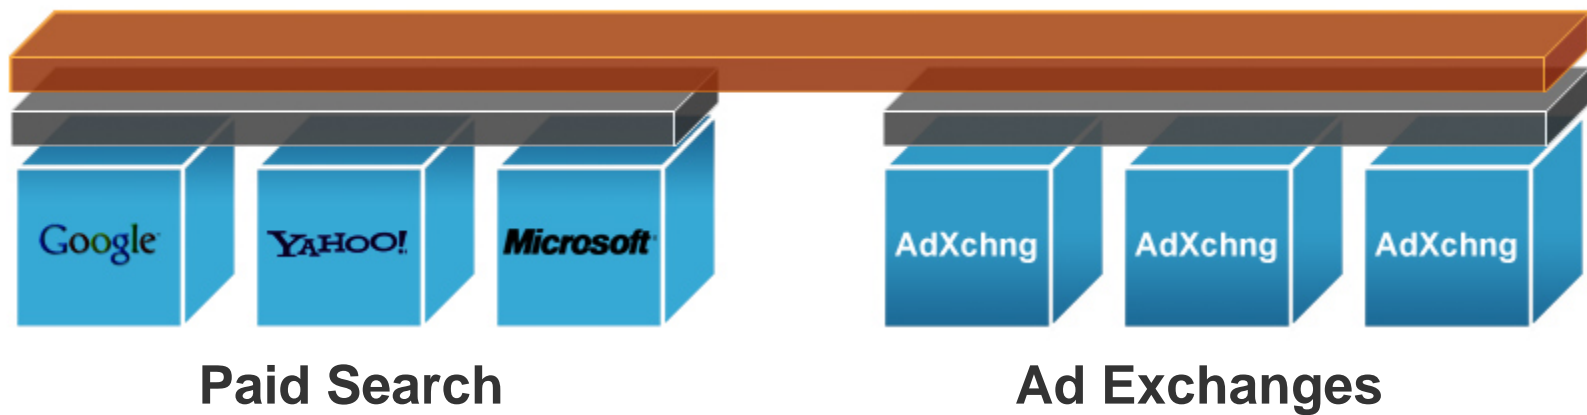 Google YAHOO! Microsoft AdXchng AdXchng AdXchng
Paid Search Ad Exchanges